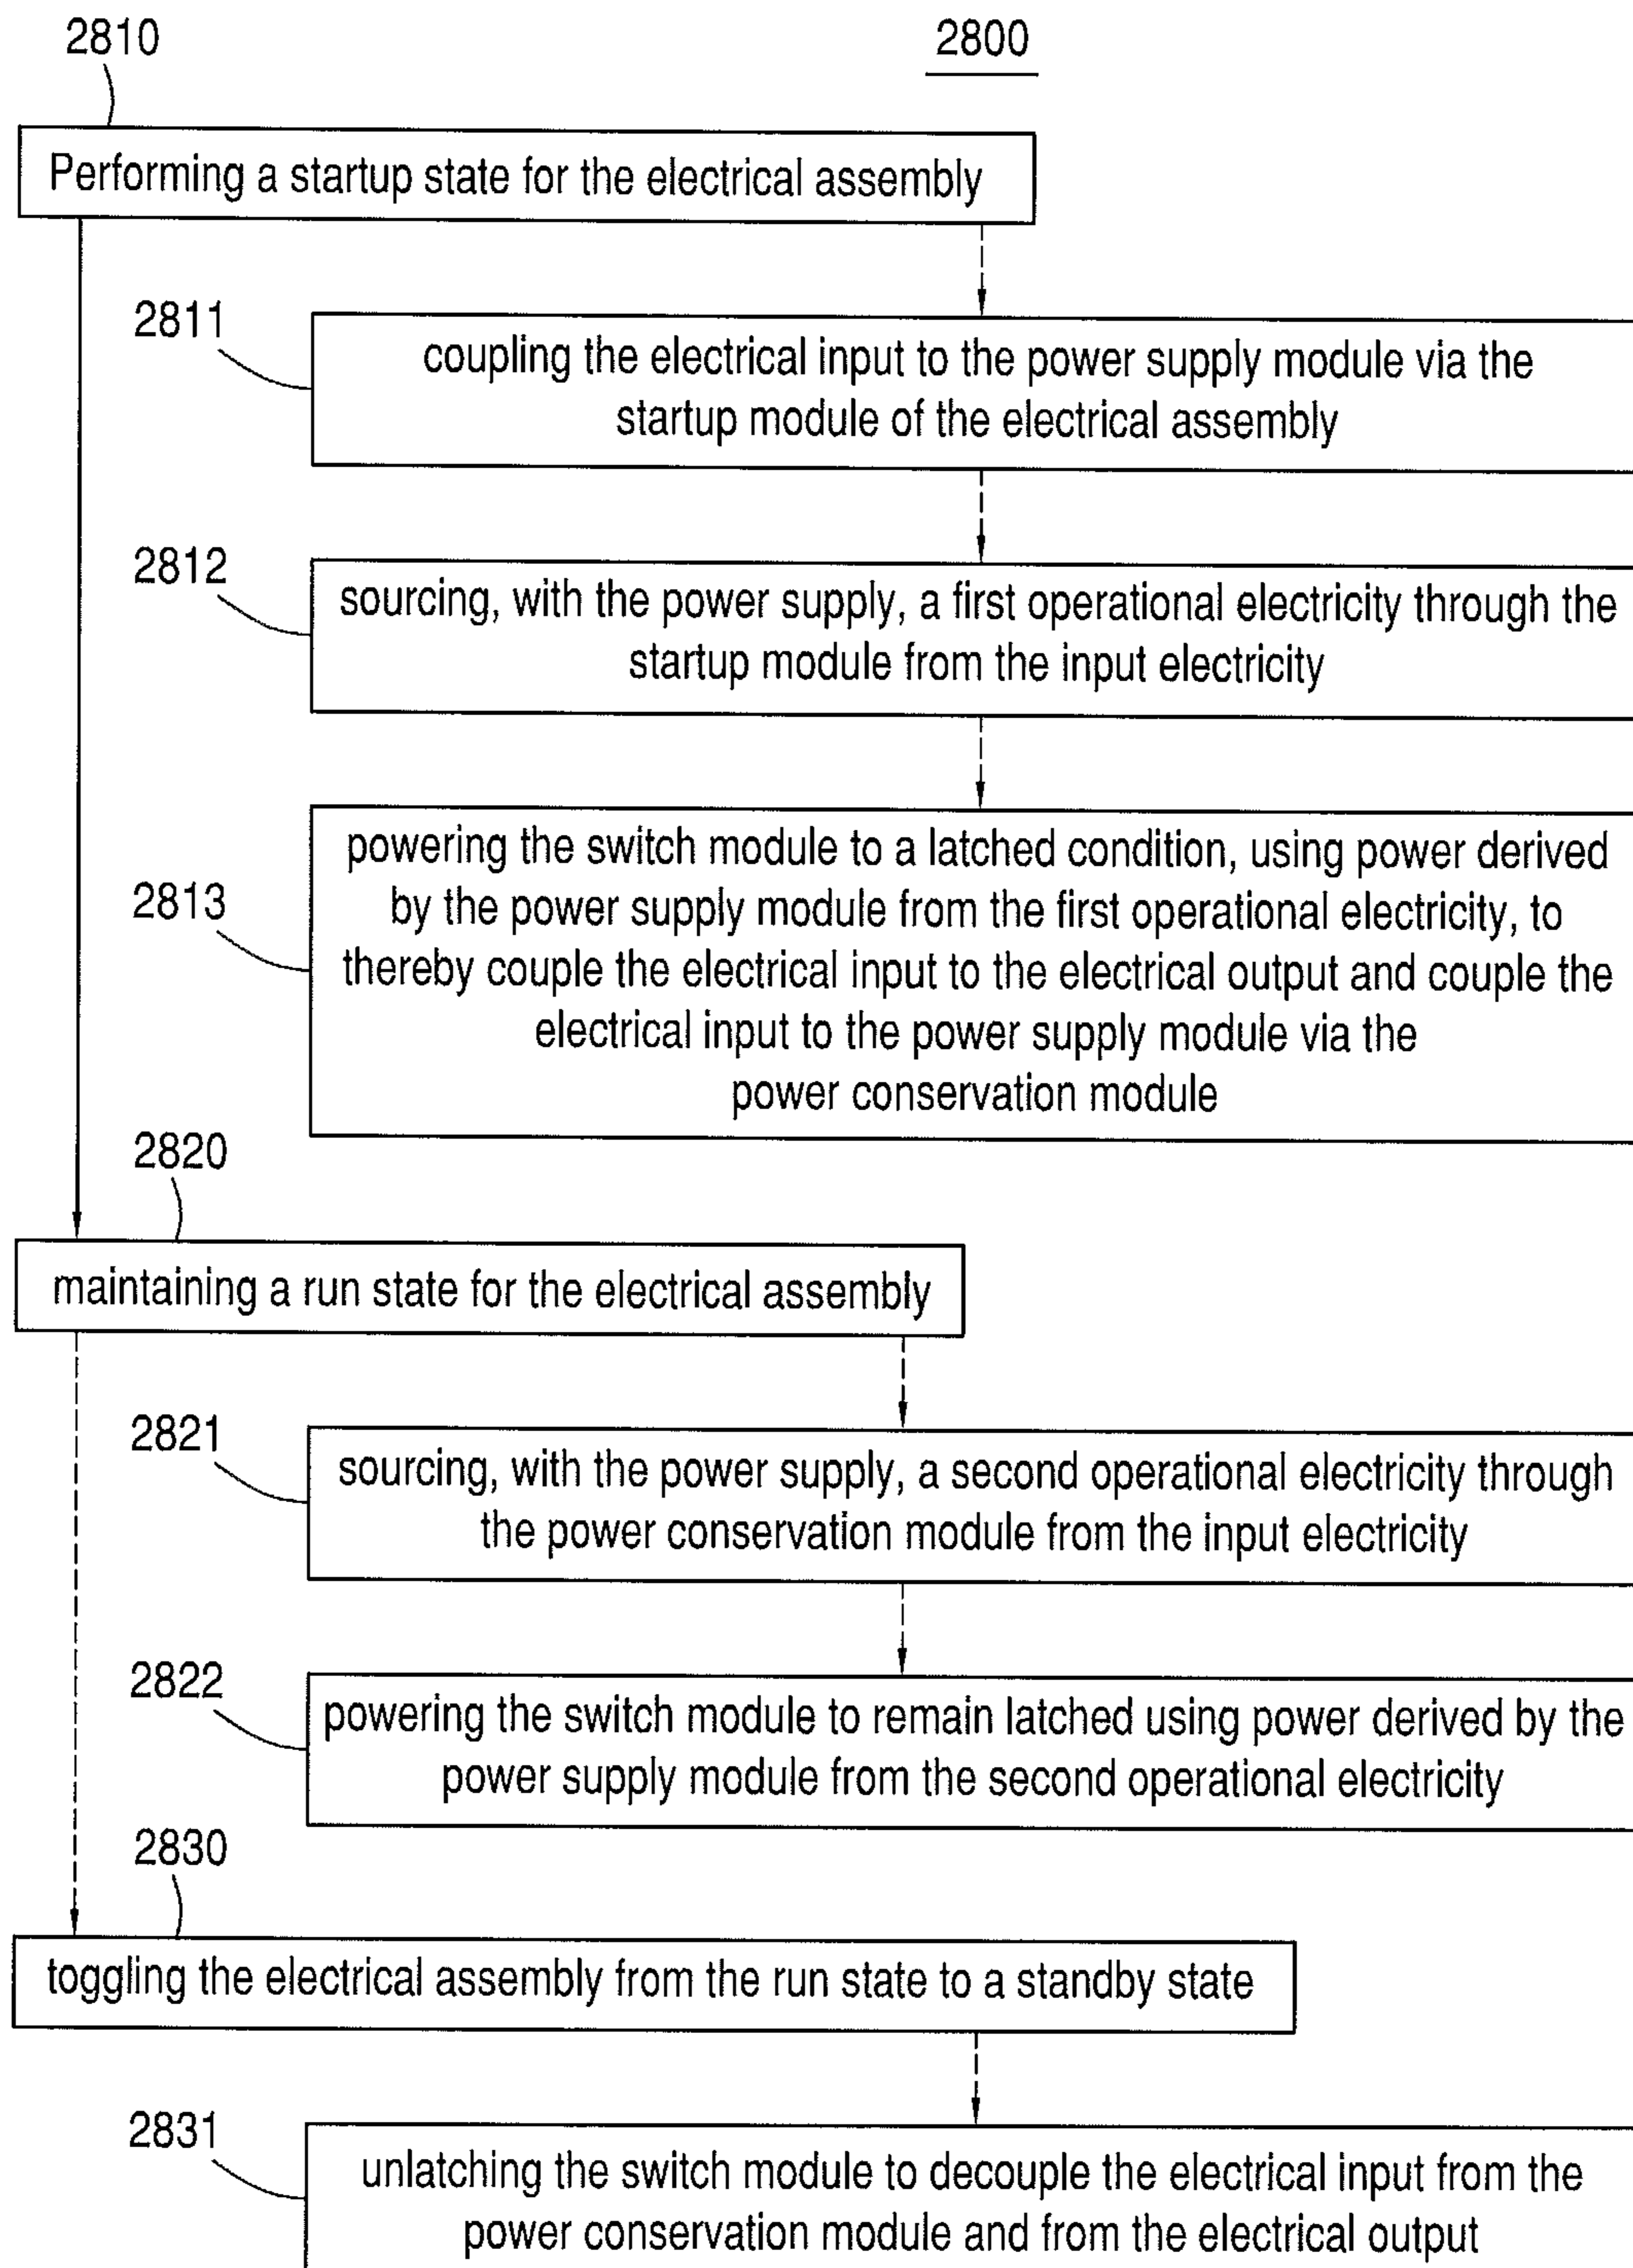 2810
2800
Performing a startup state for the electrical assembly
2811
coupling the electrical input to the power supply module via the
startup module of the electrical assembly
2812
sourcing, with the power supply, a first operational electricity through the
startup module from the input electricity
2813
powering the switch module to a latched condition, using power derived
by the power supply module from the first operational electricity, to
thereby couple the electrical input to the electrical output and couple the
electrical input to the power supply module via the
power conservation module
2820
maintaining a run state for the electrical assembly
2821
sourcing, with the power supply, a second operational electricity through
the power conservation module from the input electricity
2822
powering the switch module to remain latched using power derived by the
power supply module from the second operational electricity
2830
toggling the electrical assembly from the run state to a standby state
2831
unlatching the switch module to decouple the electrical input from the
power conservation module and from the electrical output